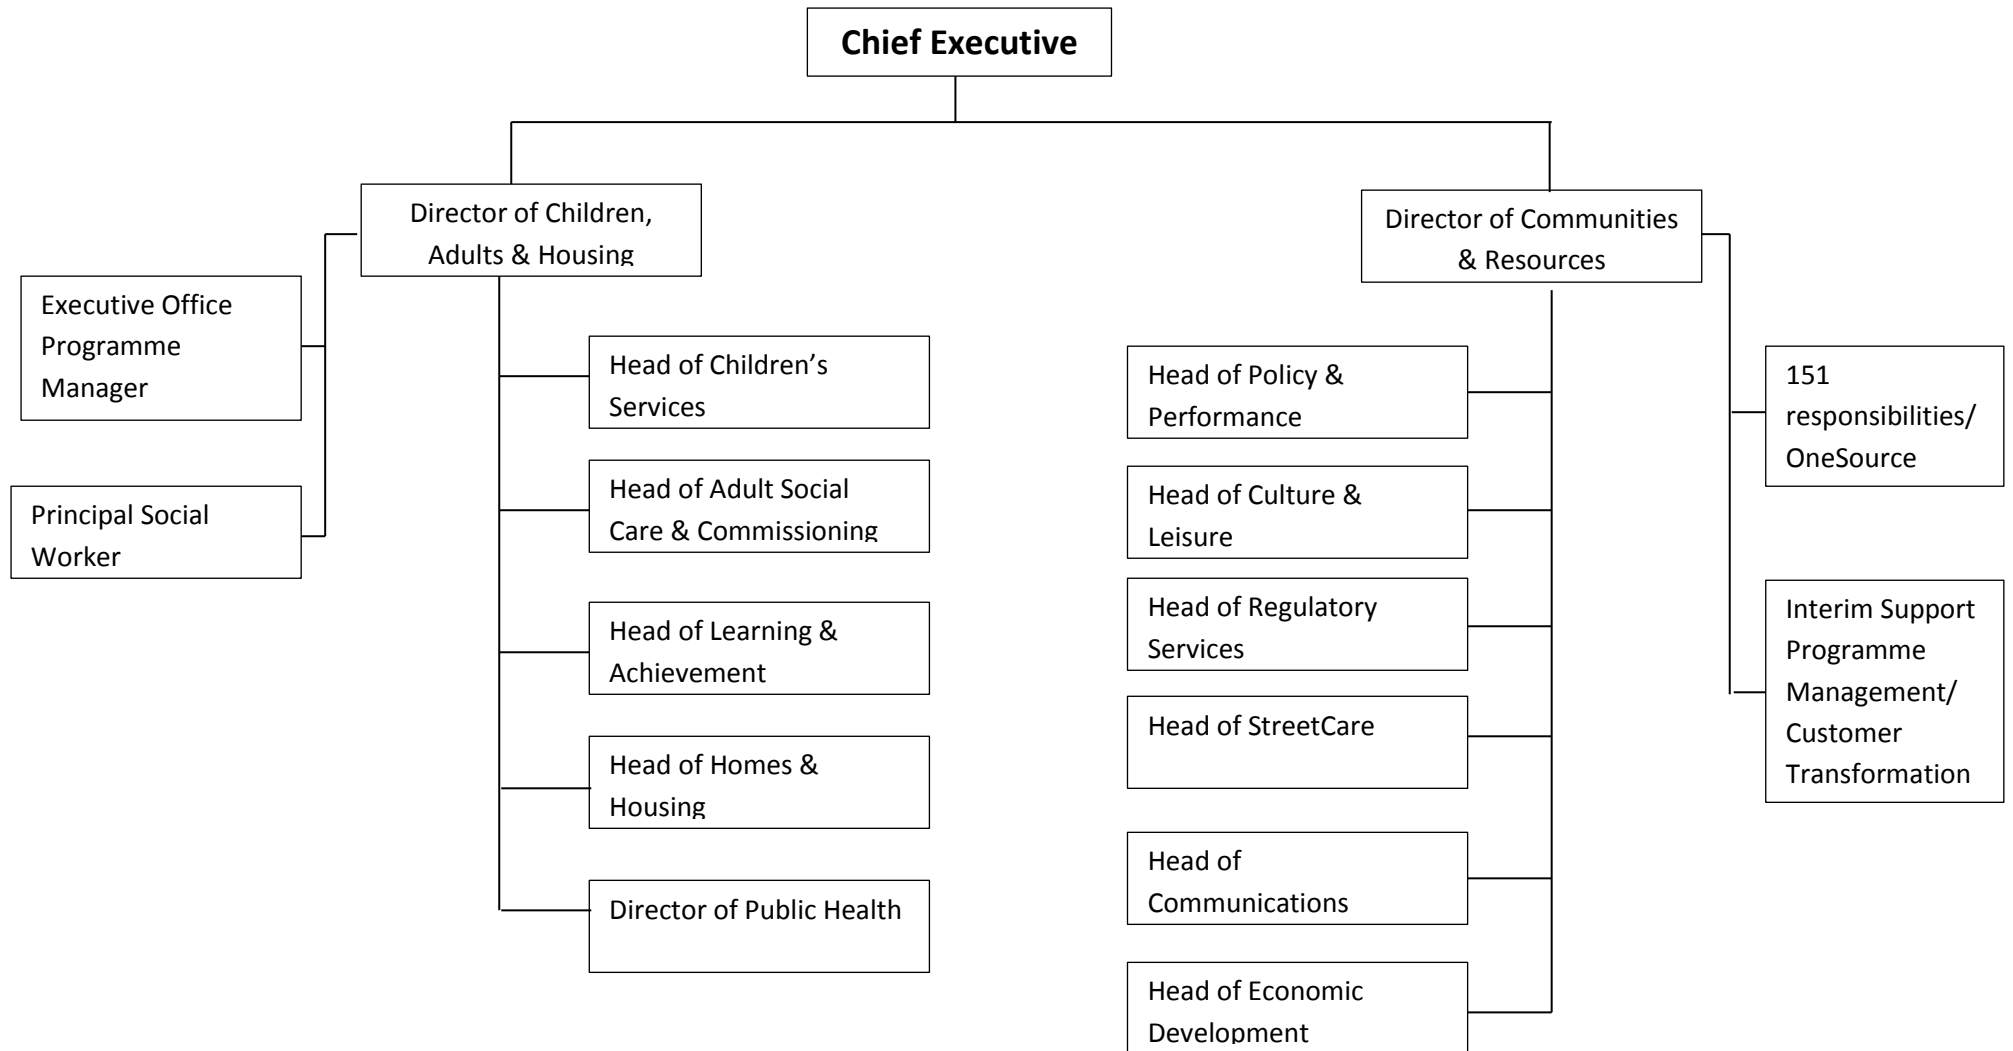 Chief Executive
Director of Children,
Adults & Housing
Executive Office
Programme
Manager
Principal Social
Worker
Head of Children’s
Services
Head of Adult Social
Care & Commissioning
Head of Learning &
Achievement
Head of Homes &
Housing
Director of Public Health
Director of Communities
& Resources
Head of Policy &
Performance
Head of Culture &
Leisure
Head of Regulatory
Services
Head of StreetCare
Head of
Communications
Head of Economic
Development
151
responsibilities/
OneSource
Interim Support
Programme
Management/
Customer
Transformation